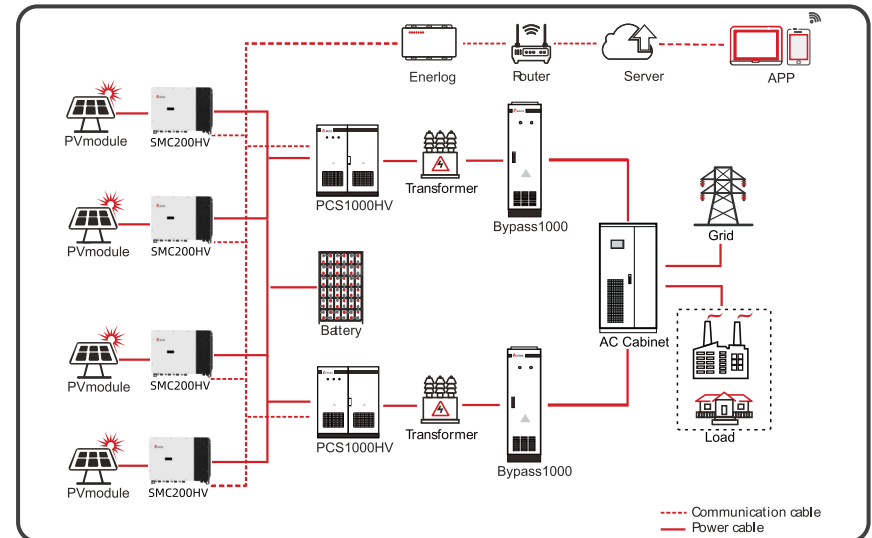 Enerlog
Router
Server
APP
PVmodule
SMC200HV
PCS1000HV
Transformer
Bypass1000
PVmodule
SMC200HV
Grid
Battery
AC Cabinet
PVmodule
SMC200HV
PCS1000HV
Transformer
Bypass1000
Load
PVmodule
SMC200HV
Communication cable
Power cable